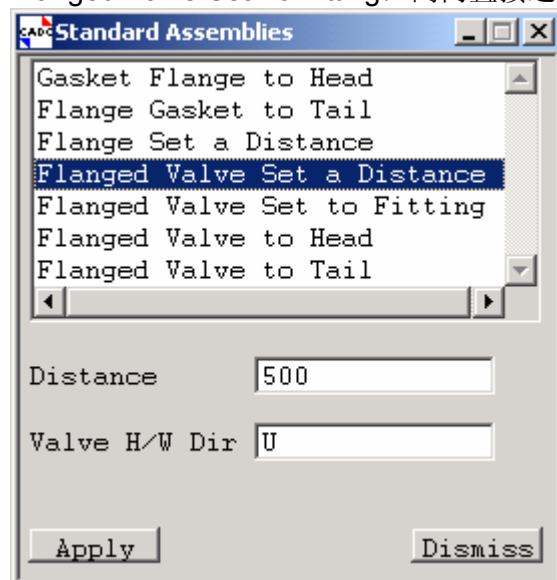 CADC Standard Assemblies
Gasket Flange to Head
Flange Gasket to Tail
Flange Set a Distance
Flanged Valve Set a Distance
Flanged Valve Set to Fitting
Flanged Valve to Head
Flanged Valve to Tail
Distance 500
Valve H/W Dir U
Apply Dismiss